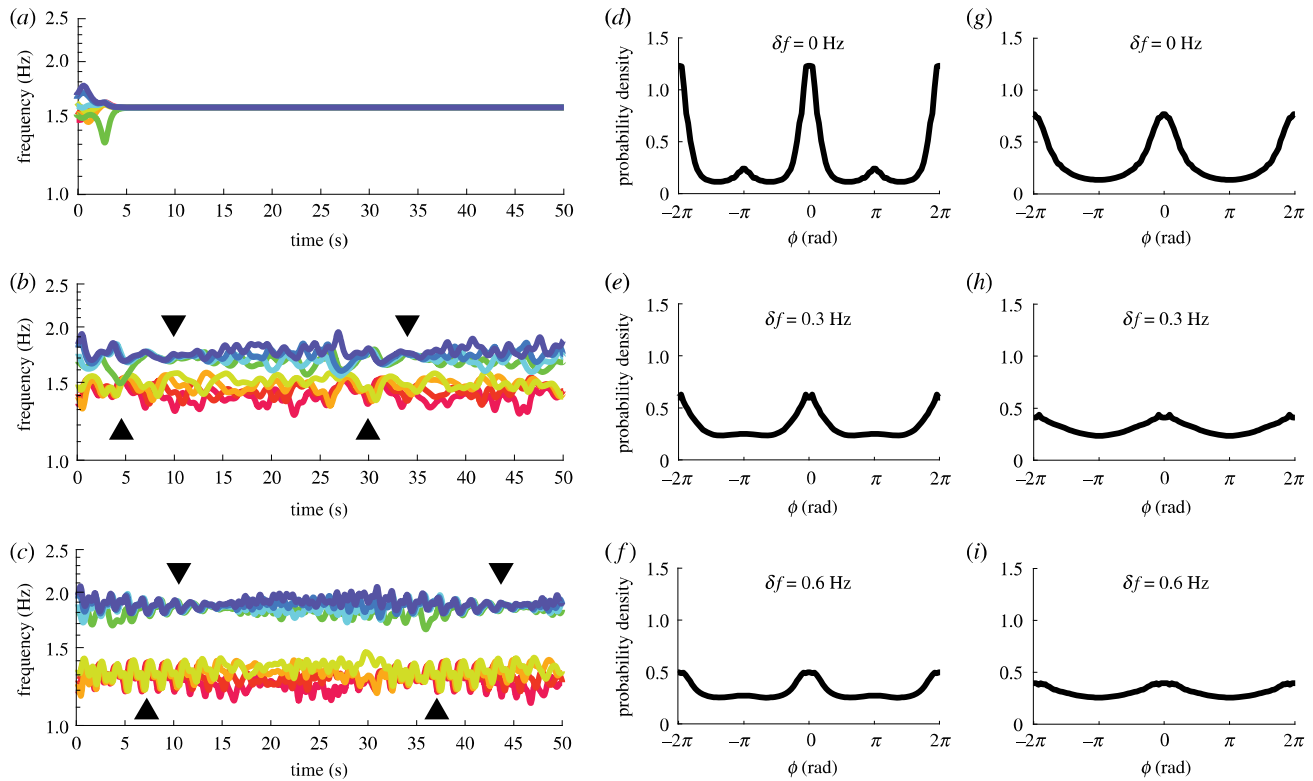 (a)
2.5
2.0
1.5
1.0
frequency (Hz)
0 5 10 15 20 25 30 35 40 45 50
time (s)
(b)
2.5
2.0
1.5
1.0
frequency (Hz)
0 5 10 15 20 25 30 35 40 45 50
time (s)
(c)
2.5
2.0
1.5
1.0
frequency (Hz)
0 5 10 15 20 25 30 35 40 45 50
time (s)
(d)
δf = 0 Hz
1.5
1.0
0.5
0
probability density
−2π −π 0 π 2π
ϕ (rad)
(e)
δf = 0.3 Hz
1.5
1.0
0.5
0
probability density
−2π −π 0 π 2π
ϕ (rad)
(f)
δf = 0.6 Hz
1.5
1.0
0.5
0
probability density
−2π −π 0 π 2π
ϕ (rad)
(g)
δf = 0 Hz
1.5
1.0
0.5
0
−2π −π 0 π 2π
ϕ (rad)
(h)
δf = 0.3 Hz
1.5
1.0
0.5
0
−2π −π 0 π 2π
ϕ (rad)
(i)
δf = 0.6 Hz
1.5
1.0
0.5
0
−2π −π 0 π 2π
ϕ (rad)